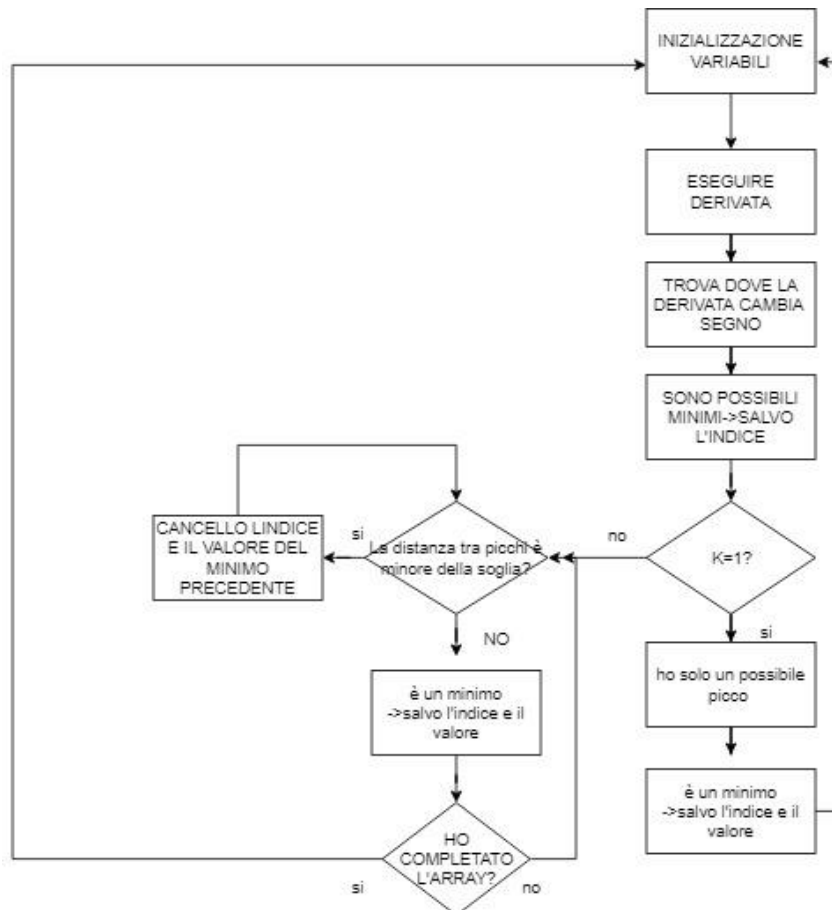 INIZIALIZZAZIONE
VARIABILI
ESEGUIRE
DERIVATA
TROVA DOVE LA
DERIVATA CAMBIA
SEGNO
SONO POSSIBILI
MINIMI->SALVO
L'INDICE
K=1?
no
si
ho solo un possibile
picco
è un minimo
->salvo l'indice e il
valore
La distanza tra picchi è
minore della soglia?
si
CANCELLO LINDICE
E IL VALORE DEL
MINIMO
PRECEDENTE
NO
è un minimo
->salvo l'indice e il
valore
HO
COMPLETATO
L'ARRAY?
si
no